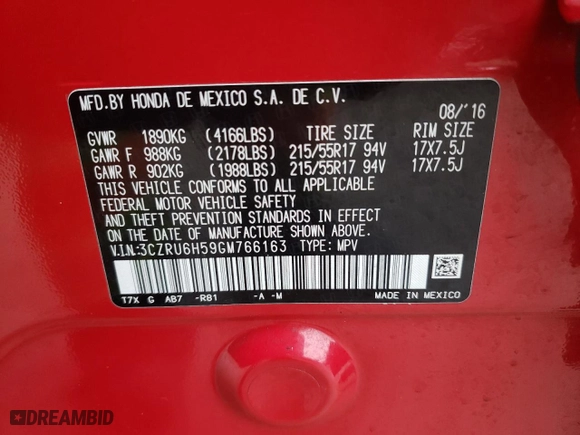 MFD.BY HONDA DE MEXICO S.A. DE C.V.
08/'16
GVWR 1890KG (4166LBS) TIRE SIZE RIM SIZE
GAWR F 988KG (2178LBS) 215/55R17 94V 17X7.5J
GAWR R 902KG (1988LBS) 215/55R17 94V 17X7.5J
THIS VEHICLE CONFORMS TO ALL APPLICABLE
FEDERAL MOTOR VEHICLE SAFETY
AND THEFT PREVENTION STANDARDS IN EFFECT
ON THE DATE OF MANUFACTURE SHOWN ABOVE.
V.I.N:3CZRU6H59GM766163 TYPE: MPV
T7X G AB7 -R81 -A -M MADE IN MEXICO
DREAMBID